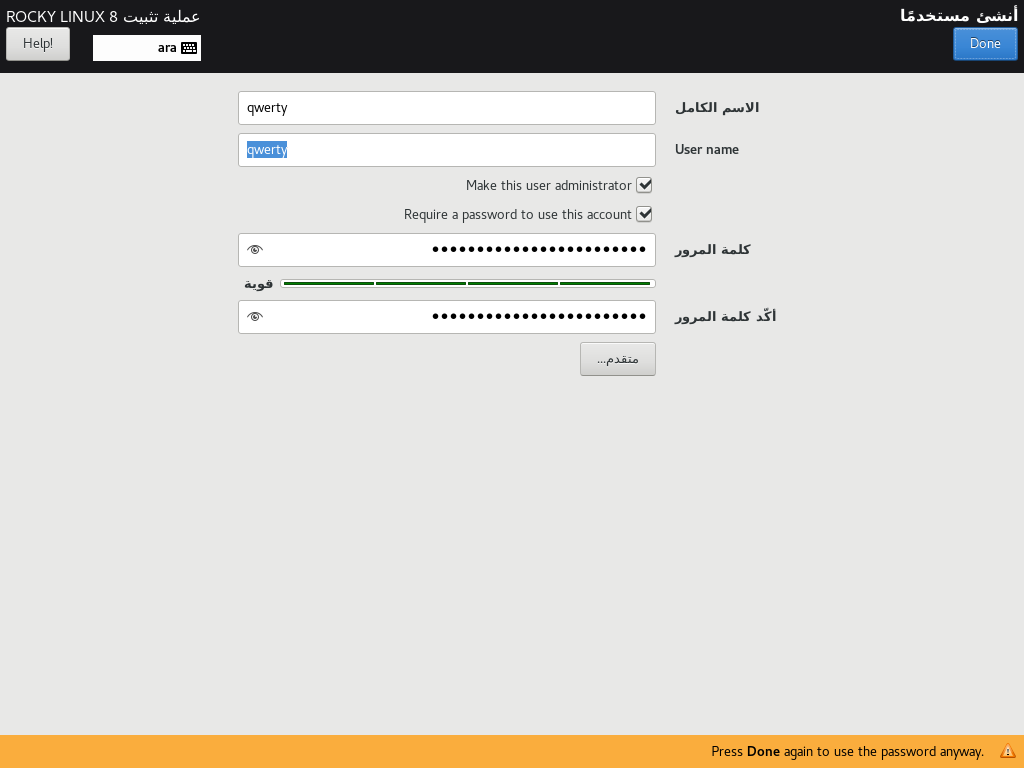 أنشئ مستخدمًا
عملية تثبيت ROCKY LINUX 8
Done
ara
Help!
الاسم الكامل
qwerty
User name
qwerty
Make this user administrator
Require a password to use this account
كلمة المرور
••••••••••••••••••••••••
قوية
أكّد كلمة المرور
••••••••••••••••••••••••
متقدم...
Press Done again to use the password anyway.